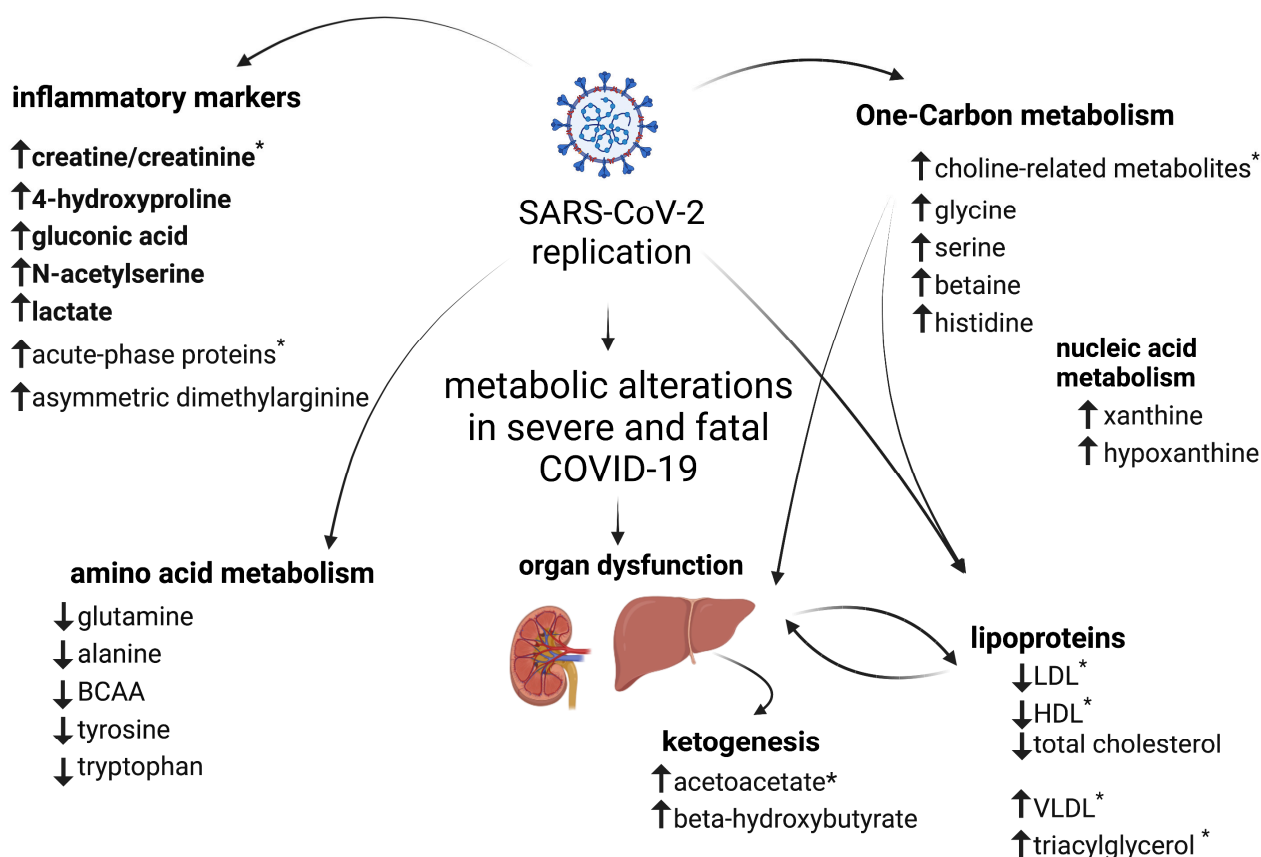 inflammatory markers
↑creatine/creatinine*
↑4-hydroxyproline
↑gluconic acid
↑N-acetylserine
↑lactate
↑acute-phase proteins*
↑asymmetric dimethylarginine
SARS-CoV-2
replication
metabolic alterations
in severe and fatal
COVID-19
One-Carbon metabolism
↑choline-related metabolites*
↑glycine
↑serine
↑betaine
↑histidine
nucleic acid
metabolism
↑xanthine
↑hypoxanthine
amino acid metabolism
↓glutamine
↓alanine
↓BCAA
↓tyrosine
↓tryptophan
organ dysfunction
ketogenesis
↑acetoacetate*
↑beta-hydroxybutyrate
lipoproteins
↓LDL*
↓HDL*
↓total cholesterol
↑VLDL*
↑triacylglycerol *